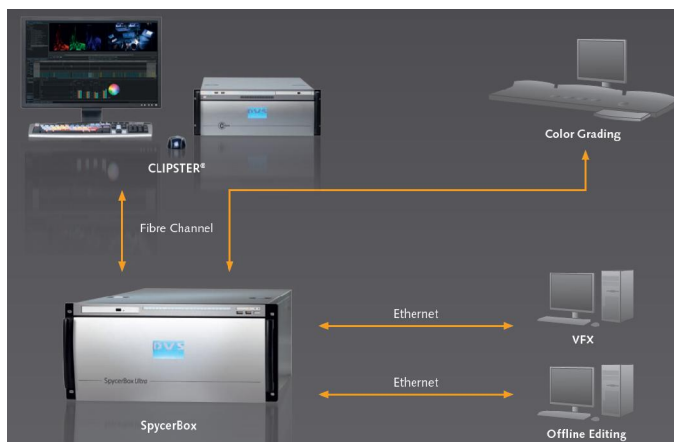 CLIPSTER®
Color Grading
Fibre Channel
Ethernet
VFX
DVS
SpycerBox Ultra
Ethernet
SpycerBox
Offline Editing